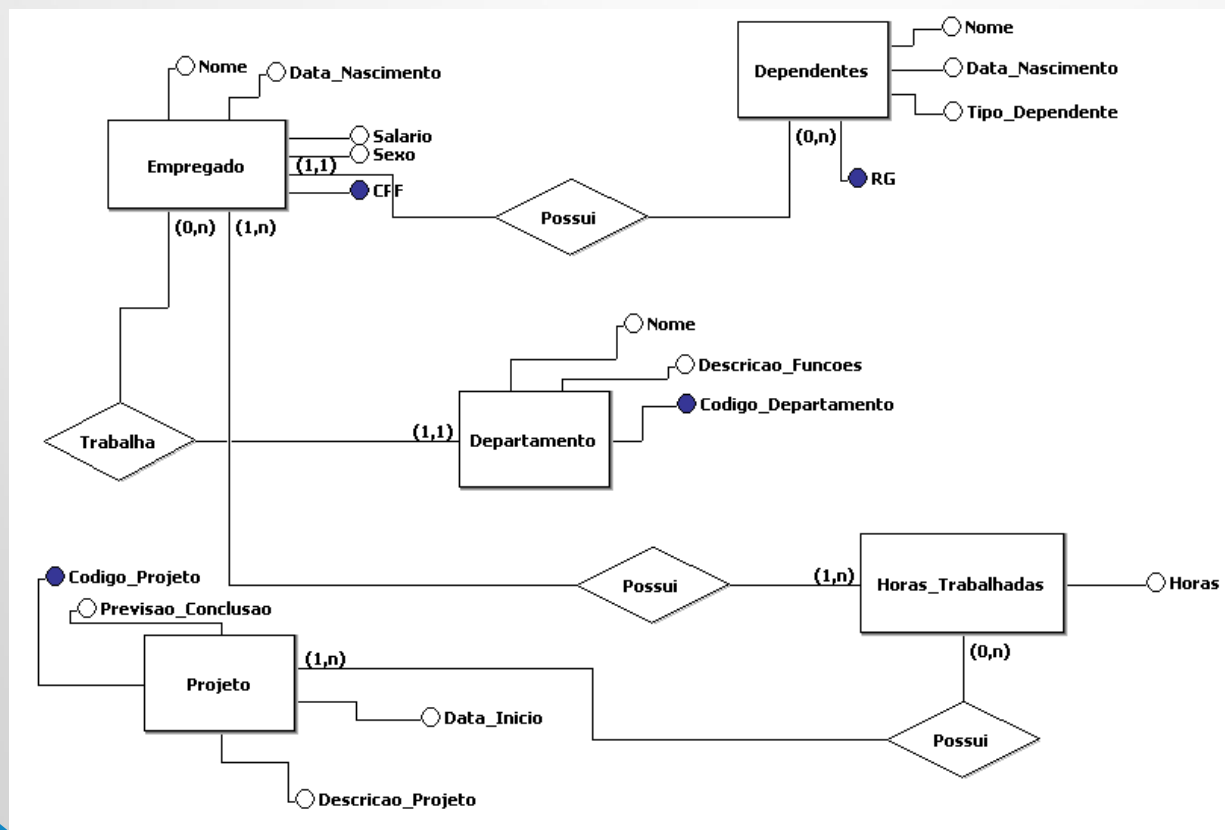 Nome
Data_Nascimento
Salario
Sexo
Empregado
(1,1)
CPF
(0,n)
(1,n)
Nome
Dependentes
Data_Nascimento
Tipo_Dependente
(0,n)
RG
Possui
Nome
Descricao_Funcoes
Codigo_Departamento
Trabalha
(1,1)
Departamento
Codigo_Projeto
Previsão_Conclusao
Possui
(1,n)
Horas_Trabalhadas
Horas
(0,n)
(1,n)
Projeto
Data_Inicio
Possui
Descricao_Projeto